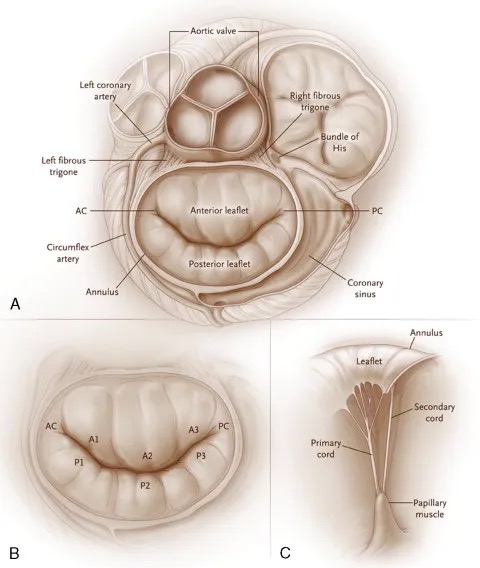 Aortic valve
Left coronary
artery
Right fibrous
trigone
Bundle of
His
Left fibrous
trigone
AC
Anterior leaflet
PC
Circumflex
artery
Posterior leaflet
Annulus
Coronary
sinus
A
AC
A1
A2
A3
PC
P1
P2
P3
B
Annulus
Leaflet
Secondary
cord
Primary
cord
Papillary
muscle
C